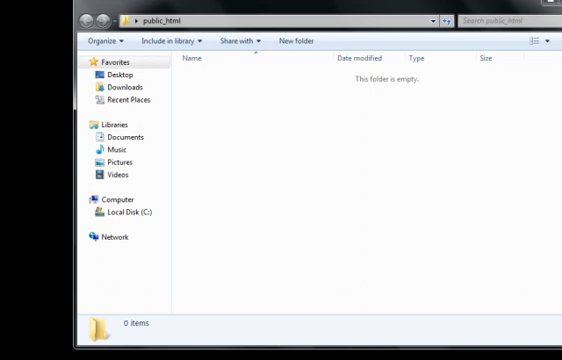 public_html
Search public_html
Organize
Include in library
Share with
New folder
Name
Date modified
Type
Size
This folder is empty.
Favorites
Desktop
Downloads
Recent Places
Libraries
Documents
Music
Pictures
Videos
Computer
Local Disk (C:)
Network
0 items